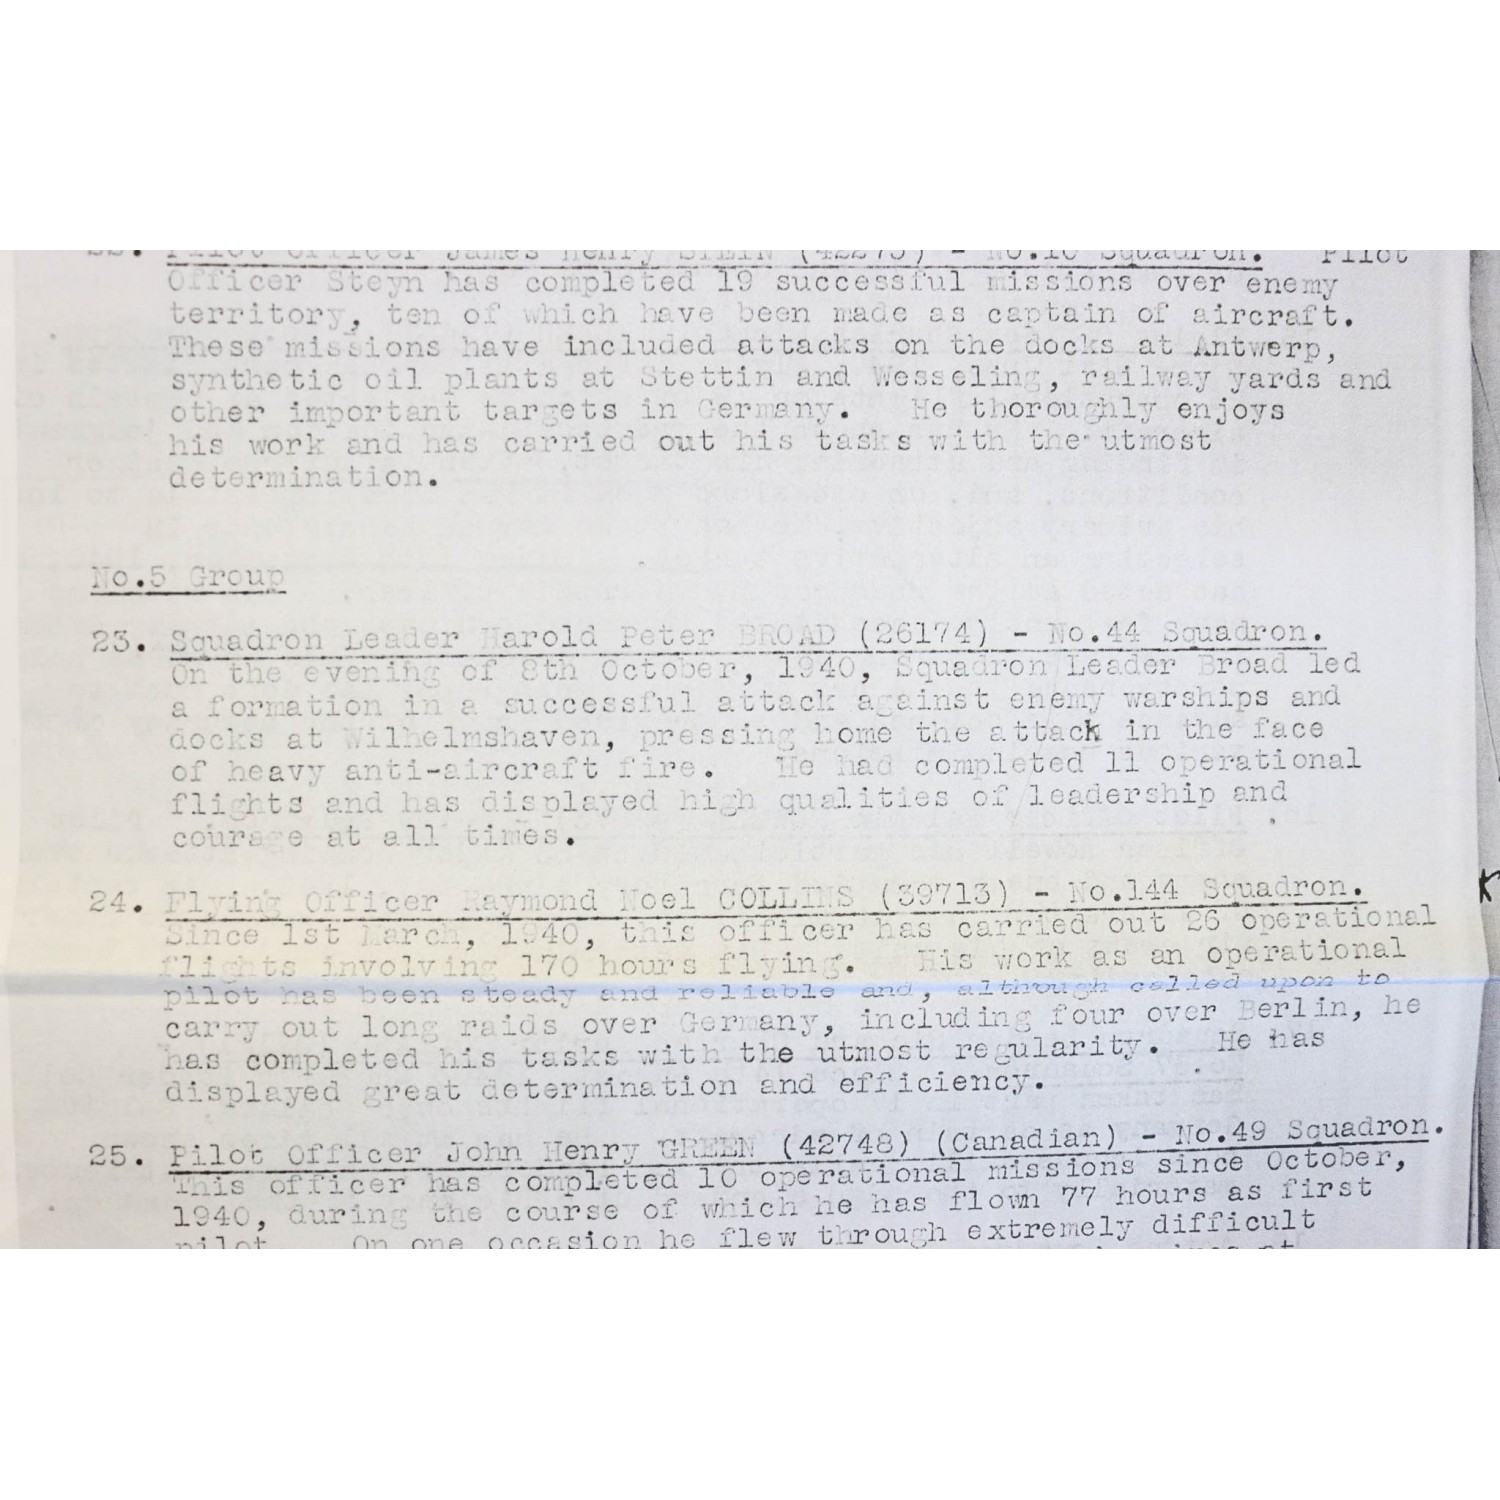 Pilot Officer James Henry STEYN (42275) - No.10 Squadron. Pilot
Officer Steyn has completed 19 successful missions over enemy
territory, ten of which have been made as captain of aircraft.
These missions have included attacks on the docks at Antwerp,
synthetic oil plants at Stettin and Wesseling, railway yards and
other important targets in Germany. He thoroughly enjoys
his work and has carried out his tasks with the utmost
determination.
No.5 Group
23. Squadron Leader Harold Peter BROAD (26174) - No.44 Squadron.
On the evening of 8th October, 1940, Squadron Leader Broad led
a formation in a successful attack against enemy warships and
docks at Wilhelmshaven, pressing home the attack in the face
of heavy anti-aircraft fire. He had completed 11 operational
flights and has displayed high qualities of leadership and
courage at all times.
24. Flying Officer Raymond Noel COLLINS (39713) - No.144 Squadron.
Since 1st March, 1940, this officer has carried out 26 operational
flights involving 170 hours flying. His work as an operational
pilot has been steady and reliable and, although called upon to
carry out long raids over Germany, including four over Berlin, he
has completed his tasks with the utmost regularity. He has
displayed great determination and efficiency.
25. Pilot Officer John Henry GREEN (42748) (Canadian) - No.49 Squadron.
This officer has completed 10 operational missions since October,
1940, during the course of which he has flown 77 hours as first
pilot. On one occasion he flew through extremely difficult